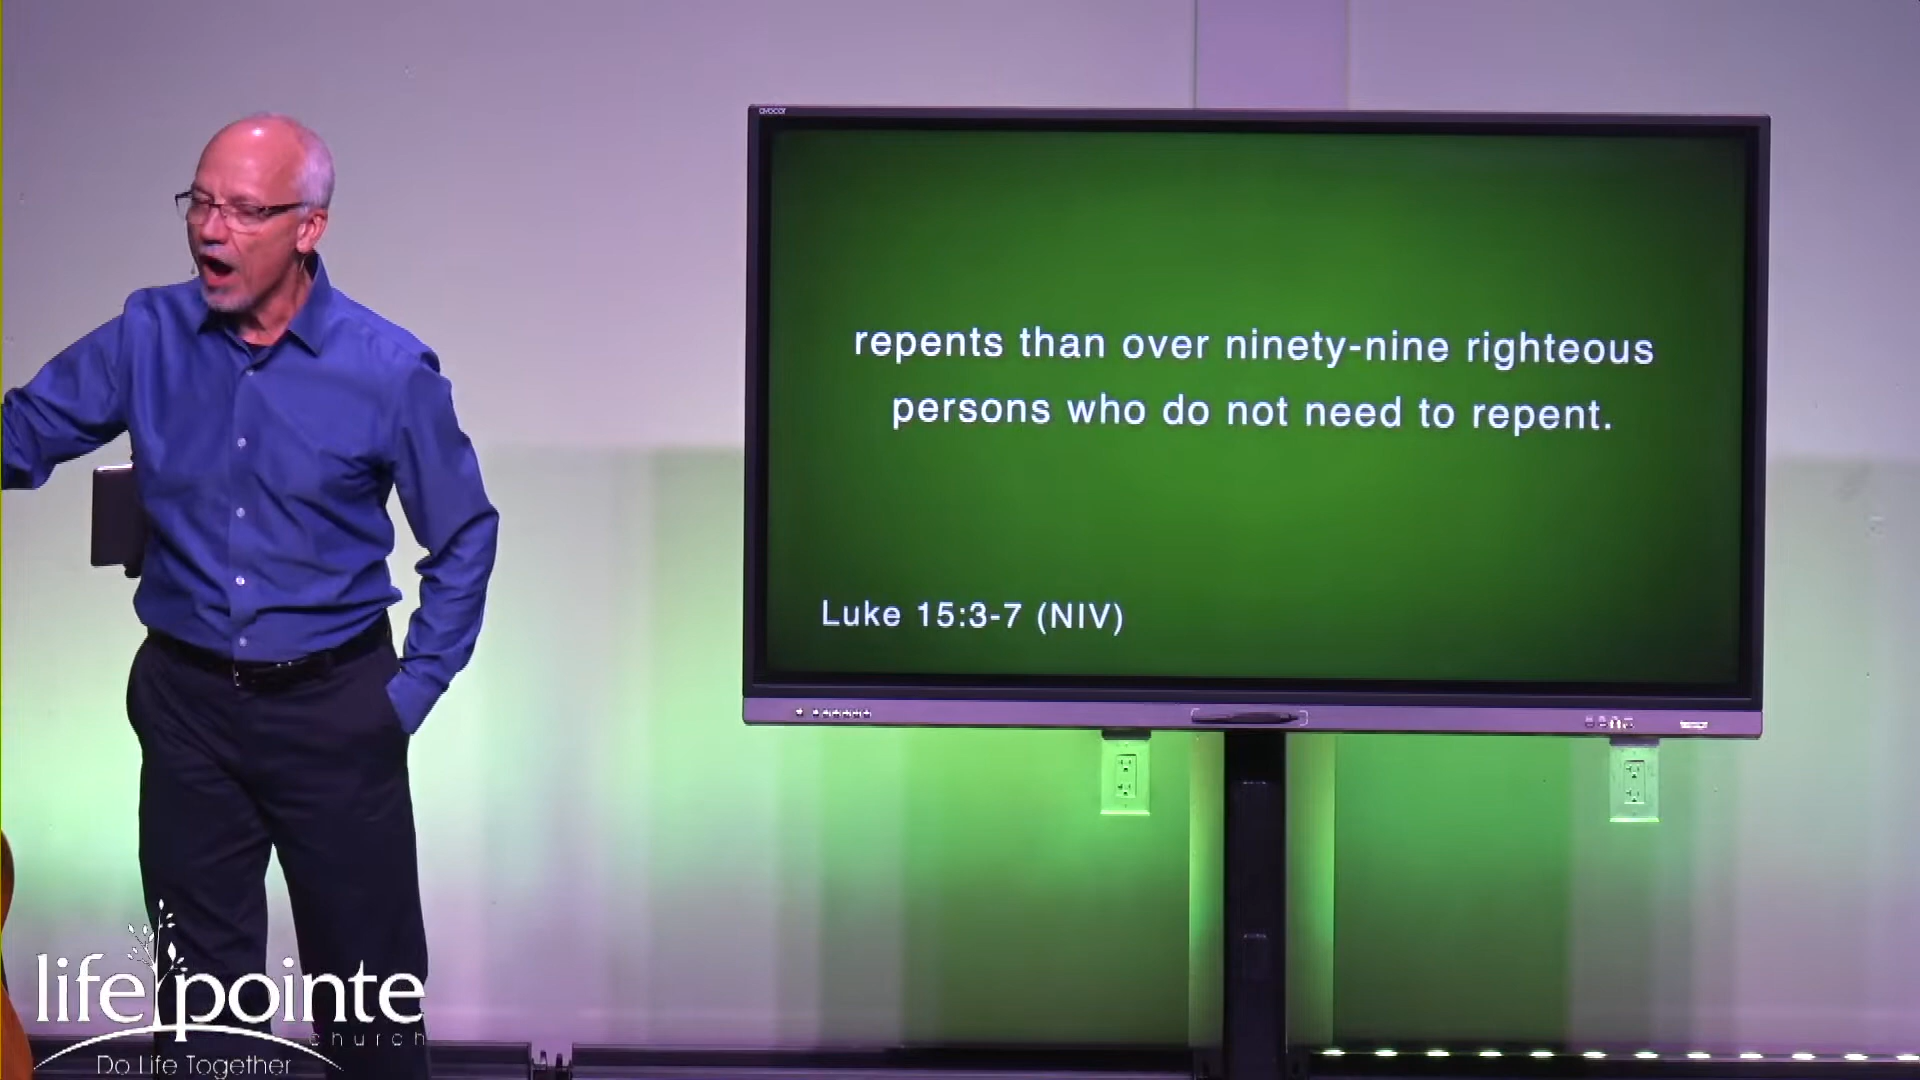 avocor
repents than over ninety-nine righteous
persons who do not need to repent.
Luke 15:3-7 (NIV)
life pointe
church
Do Life Together